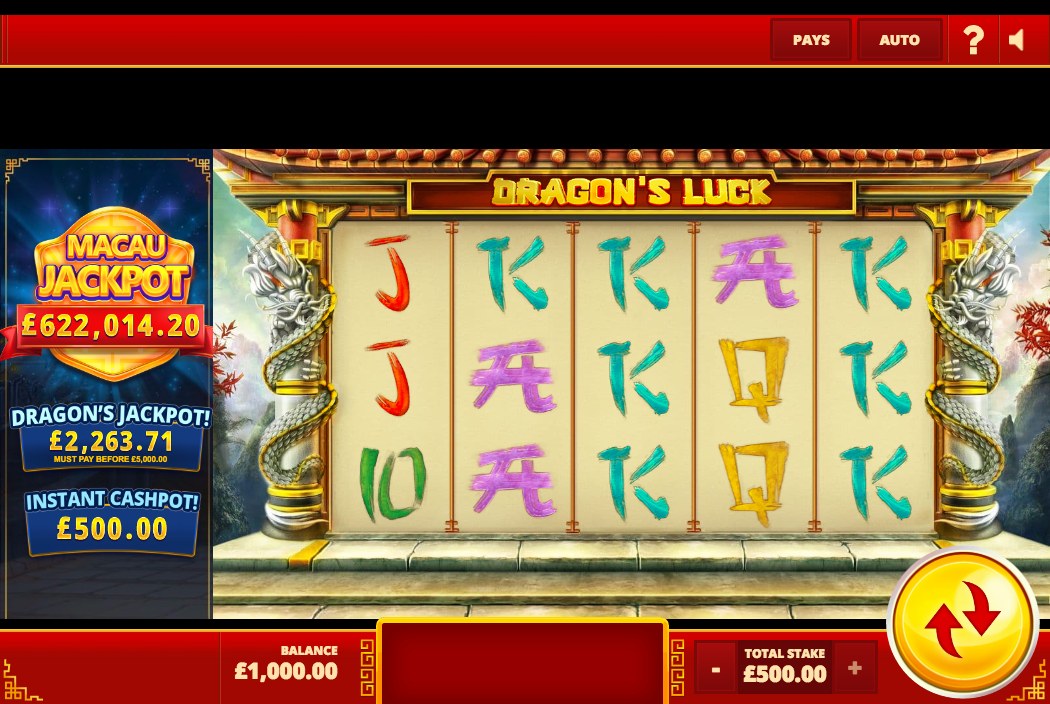 PAYS
AUTO
?
DRAGON'S LUCK
MACAU
JACKPOT
£622,014.20
DRAGON'S JACKPOT!
£2,263.71
MUST PAY BEFORE £5,000.00
INSTANT CASHPOT!
£500.00
J K K A K
J A K Q K
10 A K Q K
BALANCE
£1,000.00
-
TOTAL STAKE
£500.00
+